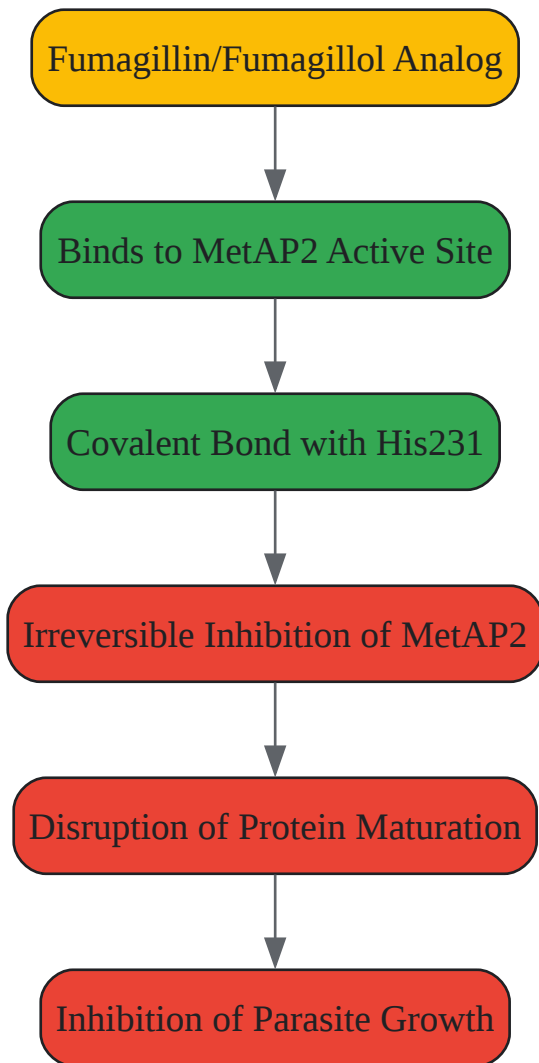 Fumagillin/Fumagillol Analog
Binds to MetAP2 Active Site
Covalent Bond with His231
Irreversible Inhibition of MetAP2
Disruption of Protein Maturation
Inhibition of Parasite Growth